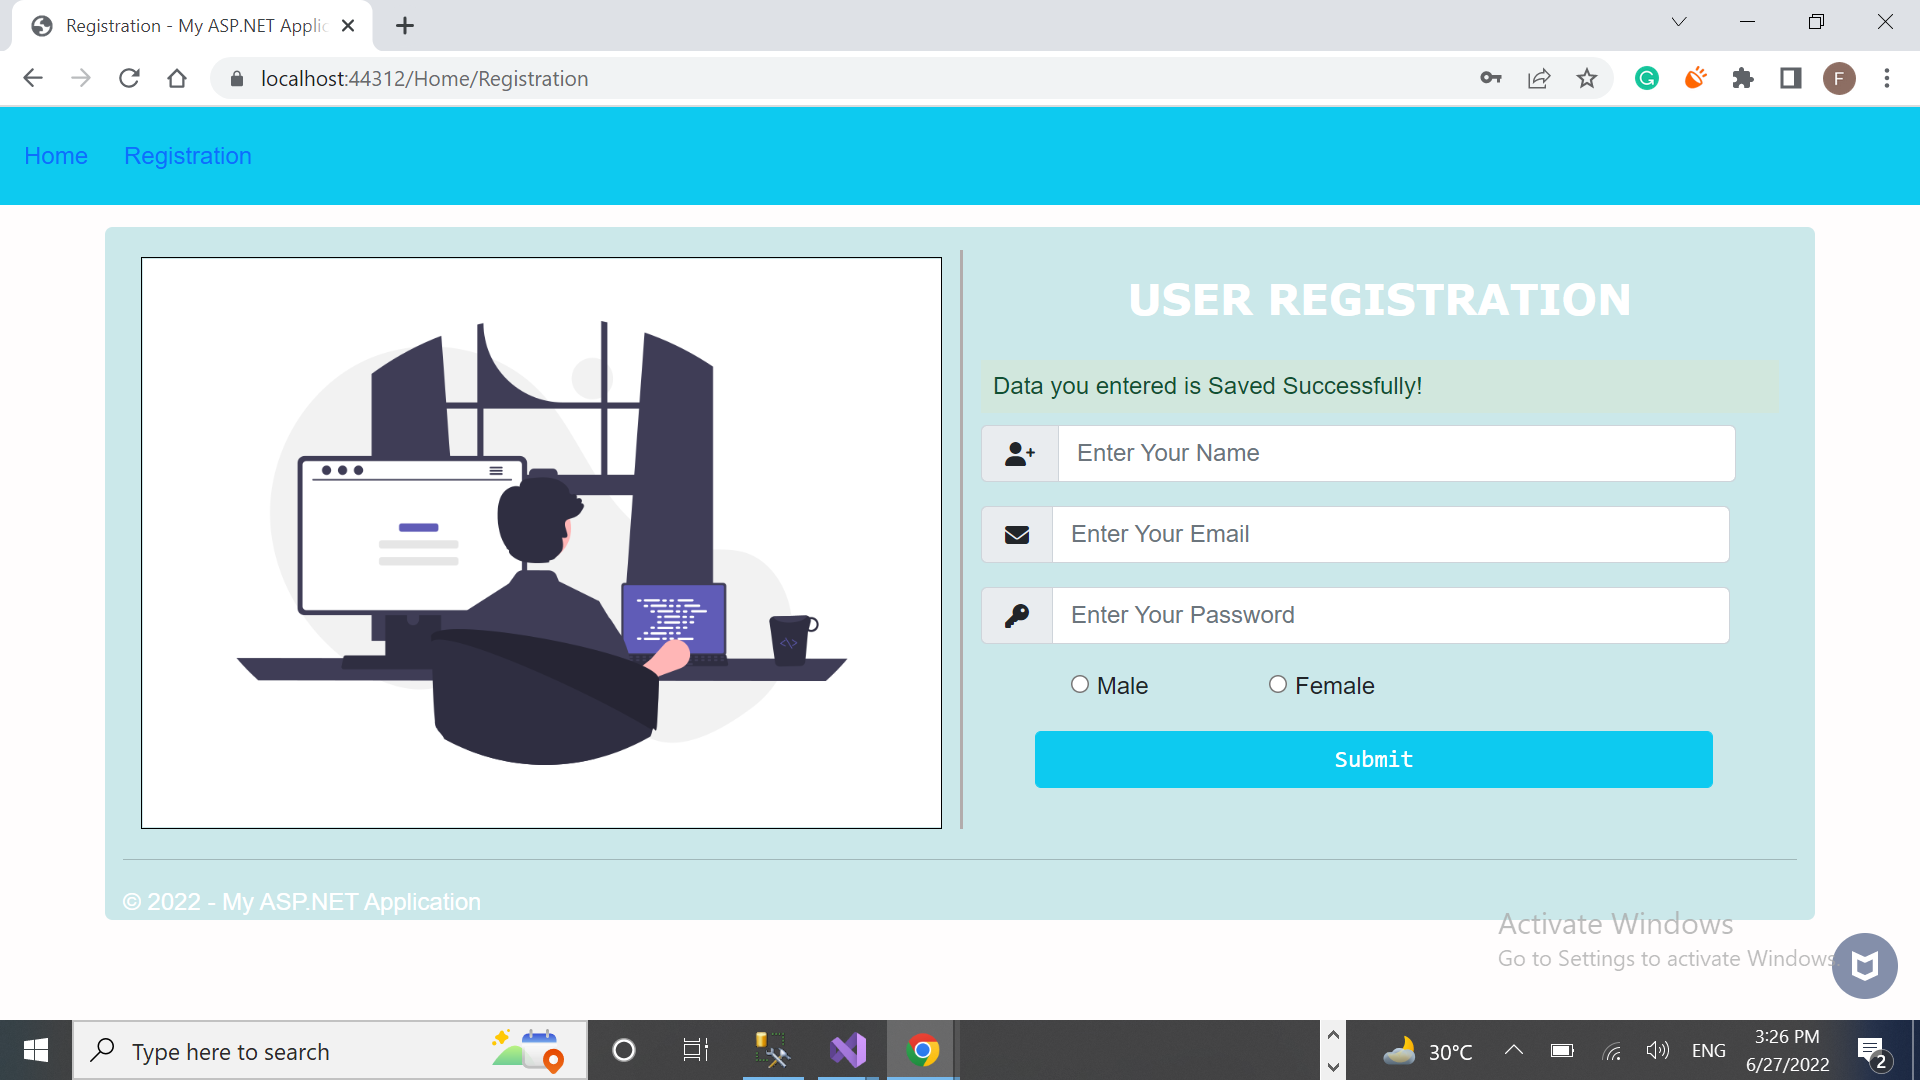 Registration - My ASP.NET Applic
localhost:44312/Home/Registration
F
Home Registration
USER REGISTRATION
Data you entered is Saved Successfully!
Enter Your Name
Enter Your Email
Enter Your Password
Male Female
Submit
© 2022 - My ASP.NET Application
Activate Windows
Go to Settings to activate Windows.
Type here to search
30°C
ENG
3:26 PM
6/27/2022
2